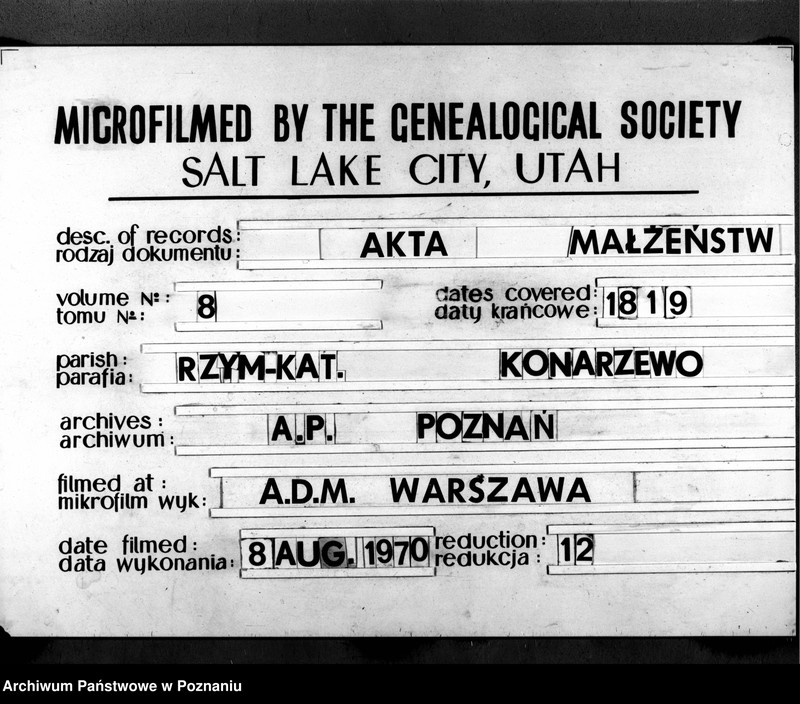 MICROFILMED BY THE GENEALOGICAL SOCIETY
SALT LAKE CITY, UTAH
desc. of records: AKTA MAŁŻEŃSTW
rodzaj dokumentu:
volume №: 8 dates covered: 1819
tomu №: daty krańcowe:
parish: RZYM-KAT. KONARZEWO
parafia:
archives: A.P. POZNAŃ
archiwum:
filmed at: A.D.M. WARSZAWA
mikrofilm wyk:
date filmed: 8 AUG. 1970 reduction: 12
data wykonania: redukcja:
Archiwum Państwowe w Poznaniu